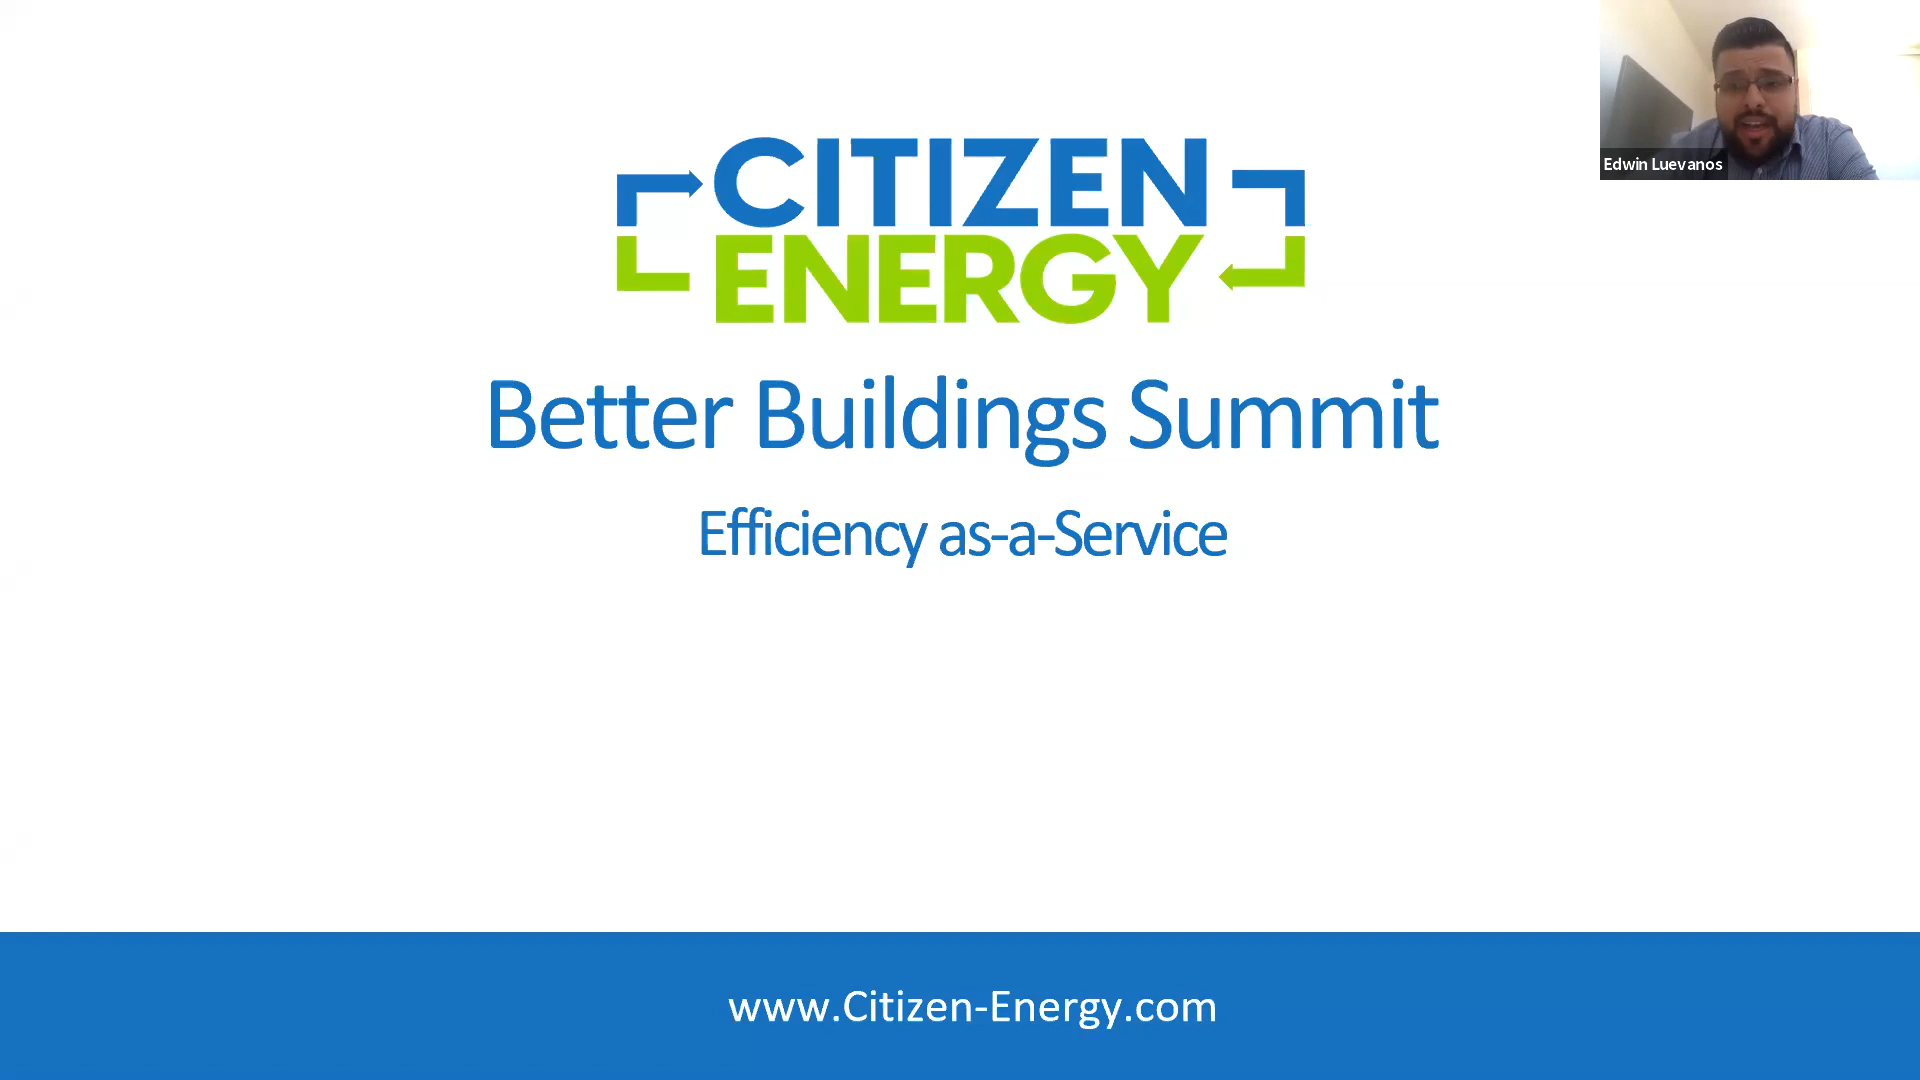 CITIZEN
ENERGY
Better Buildings Summit
Efficiency as-a-Service
www.Citizen-Energy.com
Edwin Luevanos